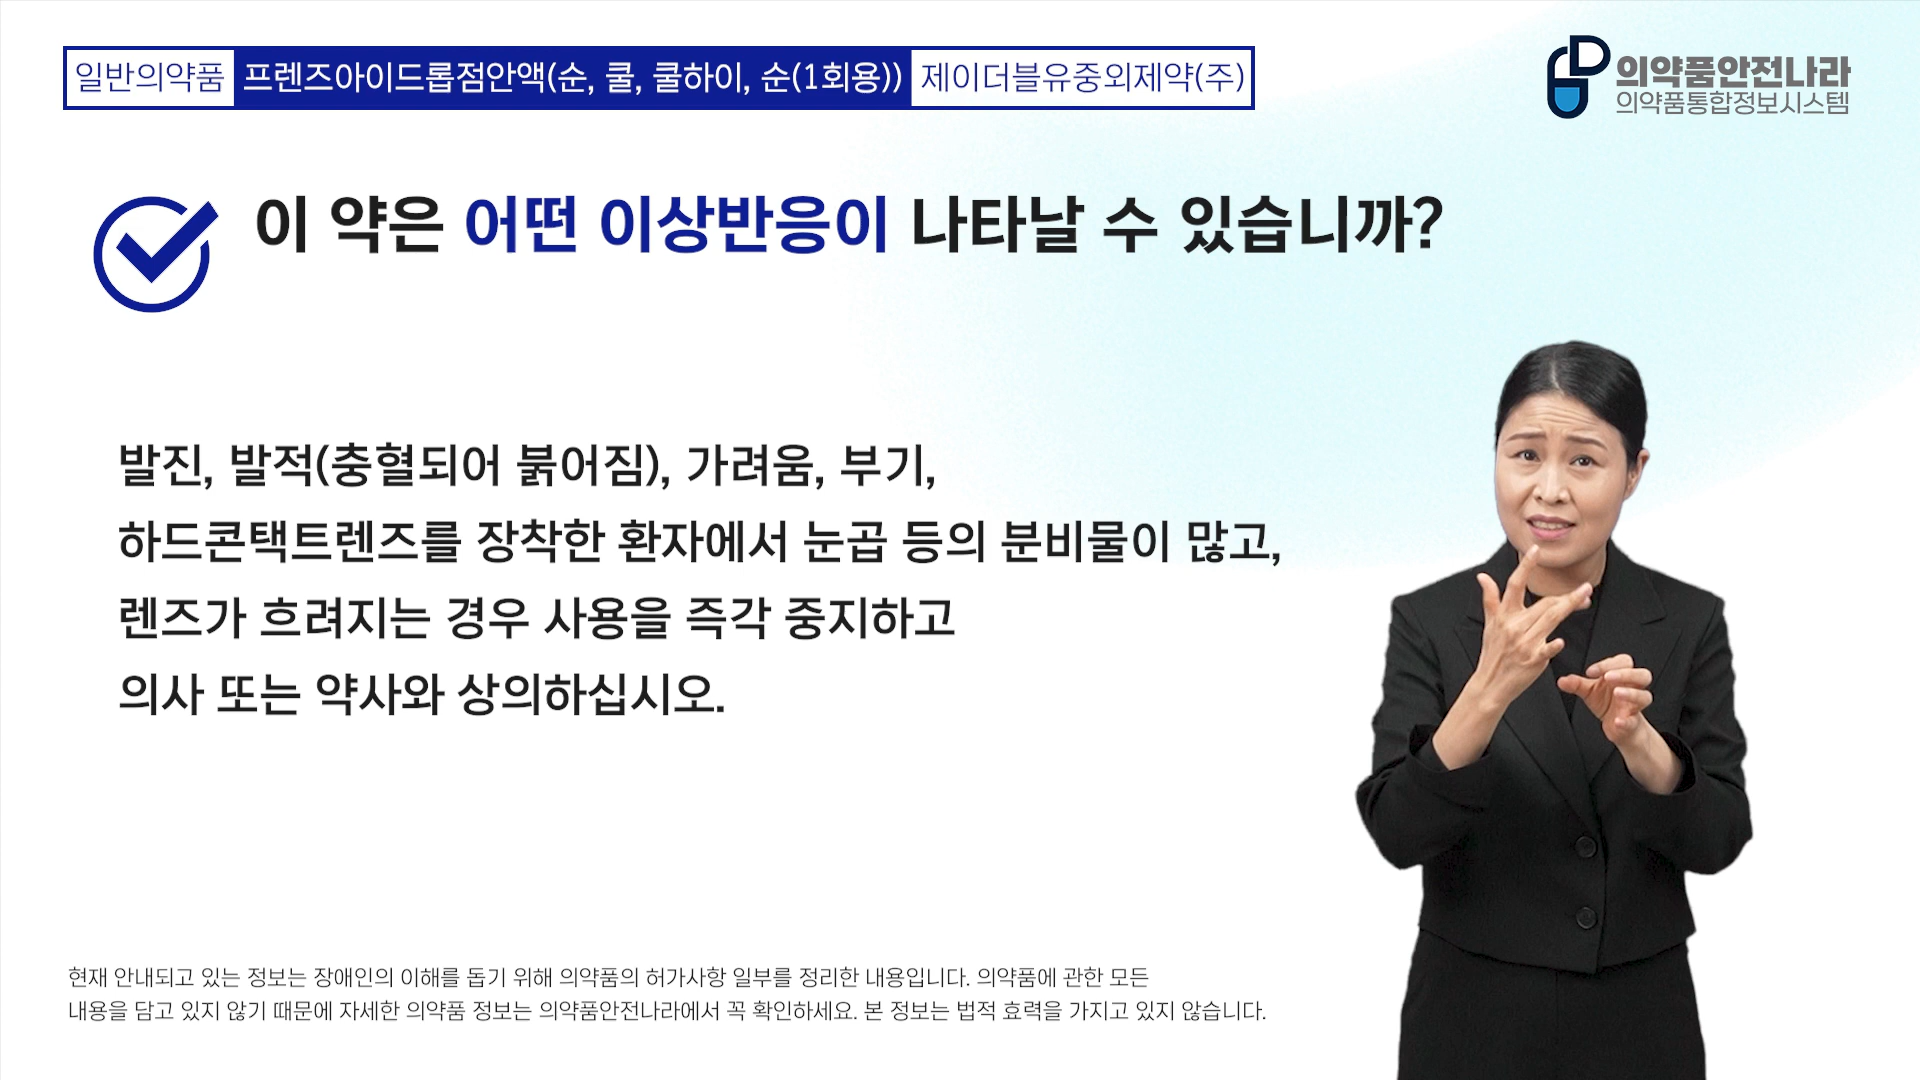 일반의약품 프렌즈아이드롭점안액(순, 쿨, 쿨하이, 순(1회용)) 제이더블유중외제약(주)
의약품안전나라
의약품통합정보시스템
이 약은 어떤 이상반응이 나타날 수 있습니까?
발진, 발적(충혈되어 붉어짐), 가려움, 부기,
하드콘택트렌즈를 장착한 환자에서 눈곱 등의 분비물이 많고,
렌즈가 흐려지는 경우 사용을 즉각 중지하고
의사 또는 약사와 상의하십시오.
현재 안내되고 있는 정보는 장애인의 이해를 돕기 위해 의약품의 허가사항 일부를 정리한 내용입니다. 의약품에 관한 모든
내용을 담고 있지 않기 때문에 자세한 의약품 정보는 의약품안전나라에서 꼭 확인하세요. 본 정보는 법적 효력을 가지고 있지 않습니다.